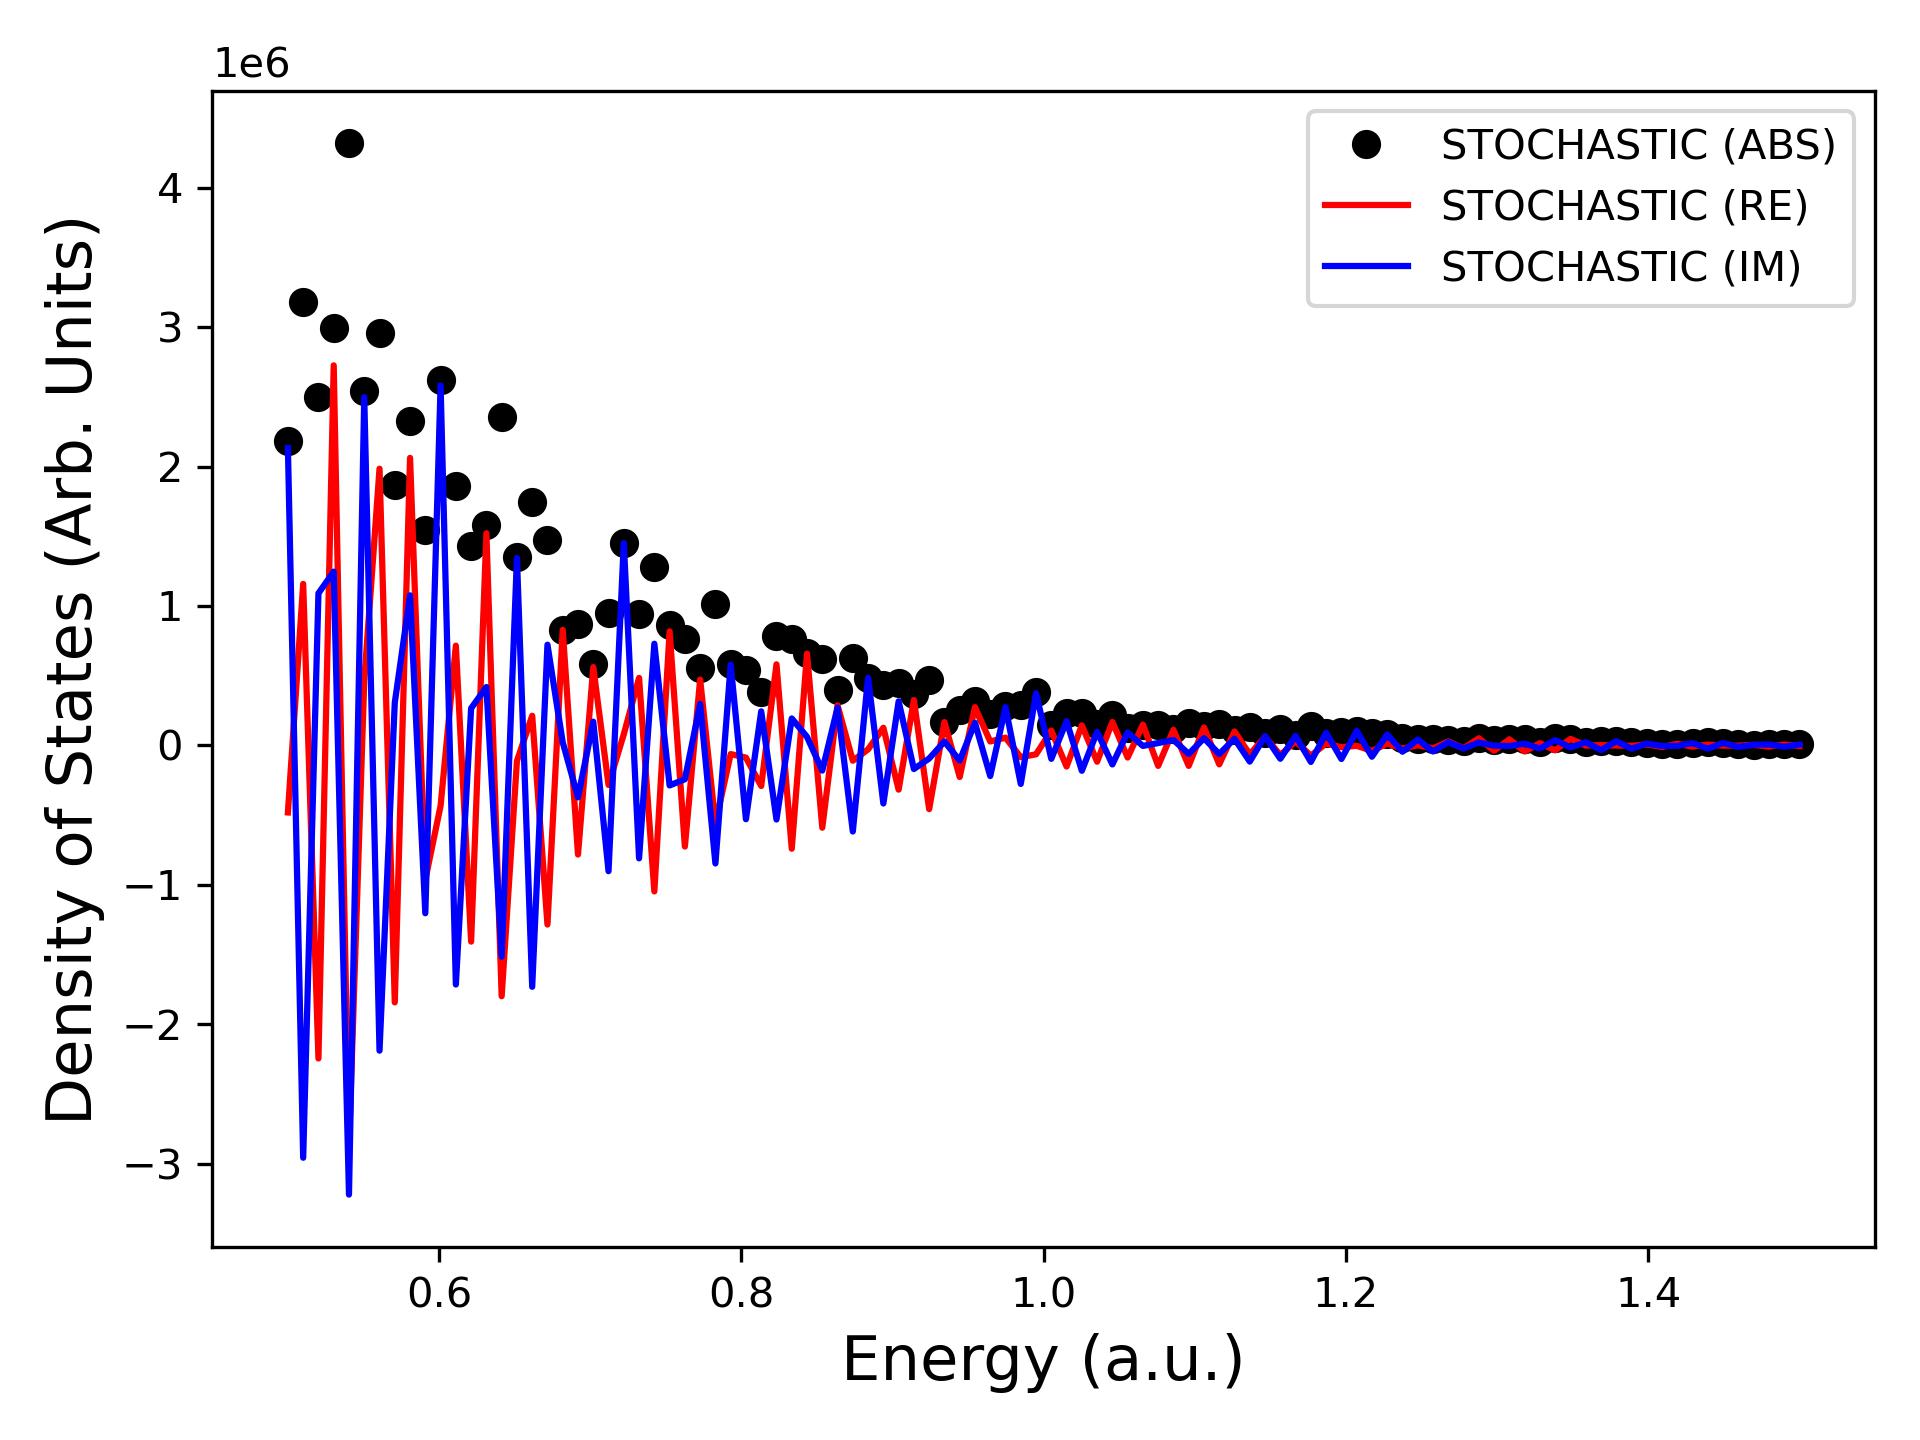 1e6
Density of States (Arb. Units)
4
3
2
1
0
−1
−2
−3
STOCHASTIC (ABS)
STOCHASTIC (RE)
STOCHASTIC (IM)
0.6 0.8 1.0 1.2 1.4
Energy (a.u.)